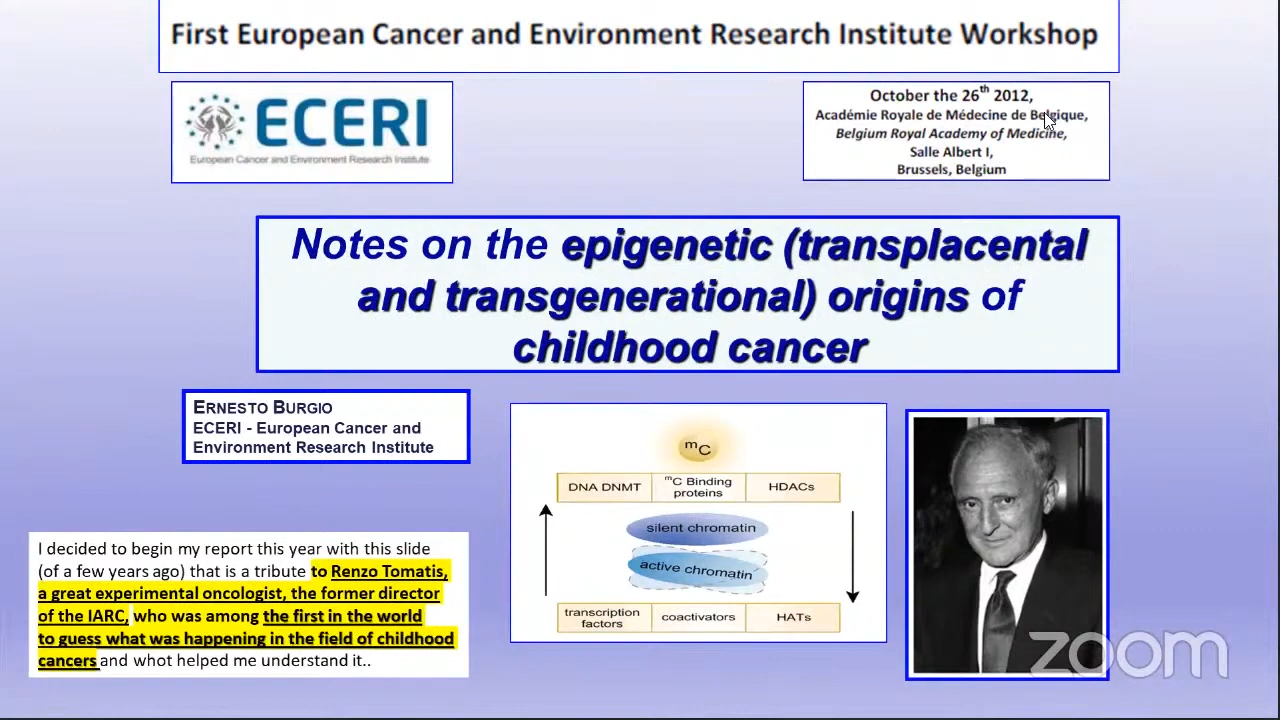 First European Cancer and Environment Research Institute Workshop
ECERI
European Cancer and Environment Research Institute
October the 26th 2012,
Académie Royale de Médecine de Belgique,
Belgium Royal Academy of Medicine,
Salle Albert I,
Brussels, Belgium
Notes on the epigenetic (transplacental
and transgenerational) origins of
childhood cancer
ERNESTO BURGIO
ECERI - European Cancer and
Environment Research Institute
I decided to begin my report this year with this slide
(of a few years ago) that is a tribute to Renzo Tomatis,
a great experimental oncologist, the former director
of the IARC, who was among the first in the world
to guess what was happening in the field of childhood
cancers and whot helped me understand it..
mC
DNA DNMT
mC Binding
proteins
HDACs
silent chromatin
active chromatin
transcription
factors
coactivators
HATs
zoom